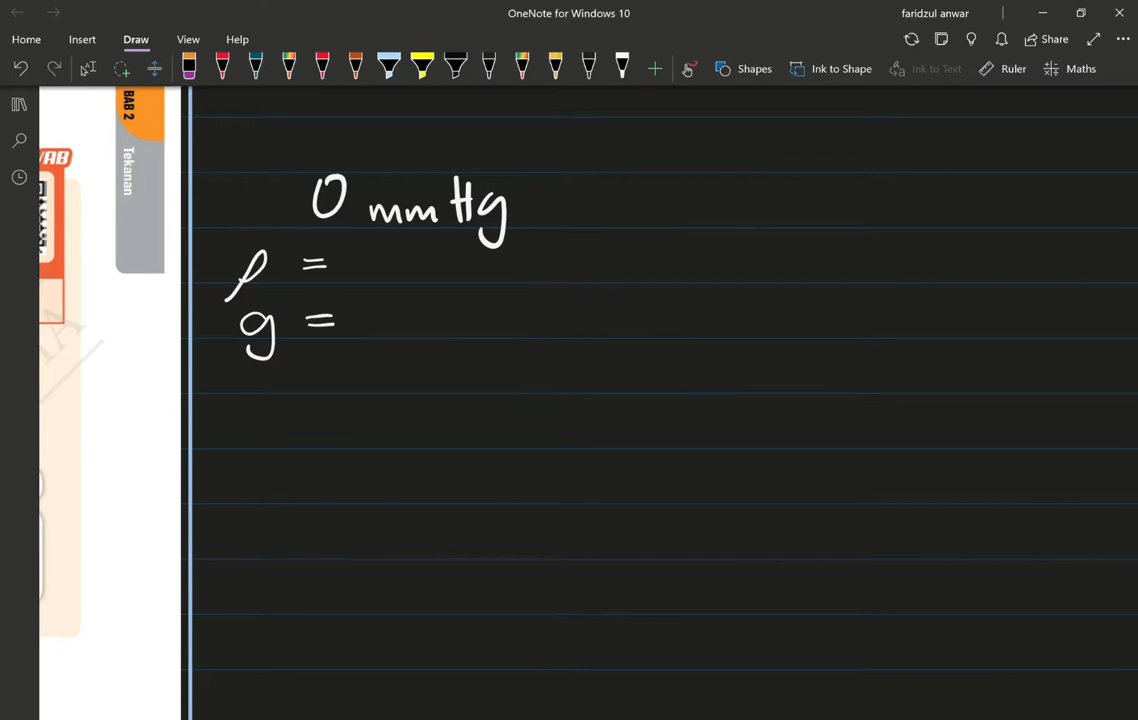 OneNote for Windows 10
faridzul anwar
Home
Insert
Draw
View
Help
Share
Shapes
Ink to Shape
Ink to Text
Ruler
Maths
BAB 2
Tekanan
0 mmHg
ρ =
g =